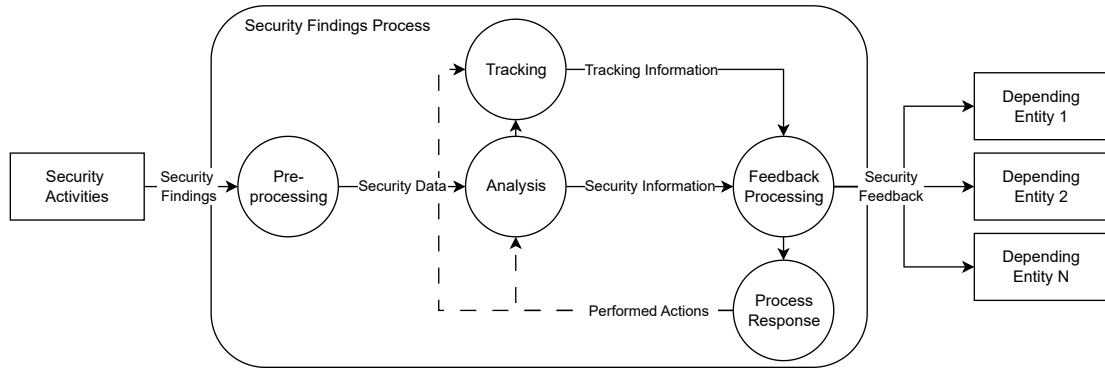 Security Findings Process
Tracking
Tracking Information
Depending
Entity 1
Security
Activities
Security
Findings
Pre-
processing
Security Data
Analysis
Security Information
Feedback
Processing
Security
Feedback
Depending
Entity 2
Depending
Entity N
Performed Actions
Process
Response